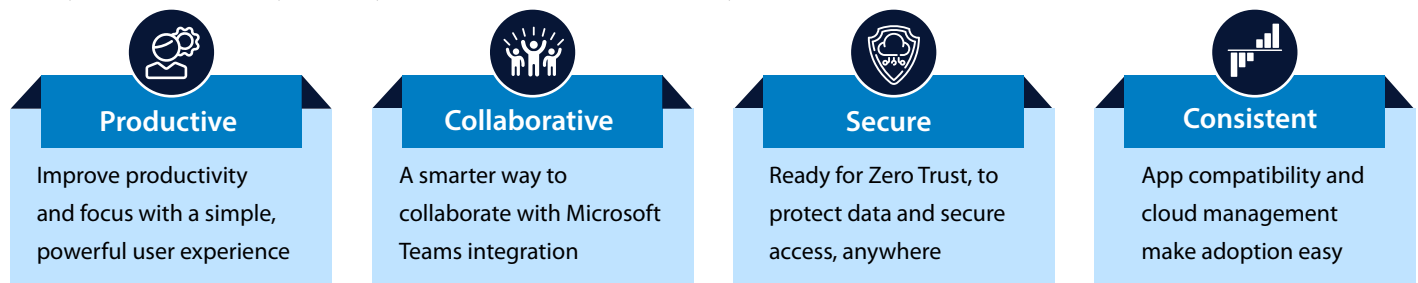 Productive
Improve productivity
and focus with a simple,
powerful user experience
Collaborative
A smarter way to
collaborate with Microsoft
Teams integration
Secure
Ready for Zero Trust, to
protect data and secure
access, anywhere
Consistent
App compatibility and
cloud management
make adoption easy